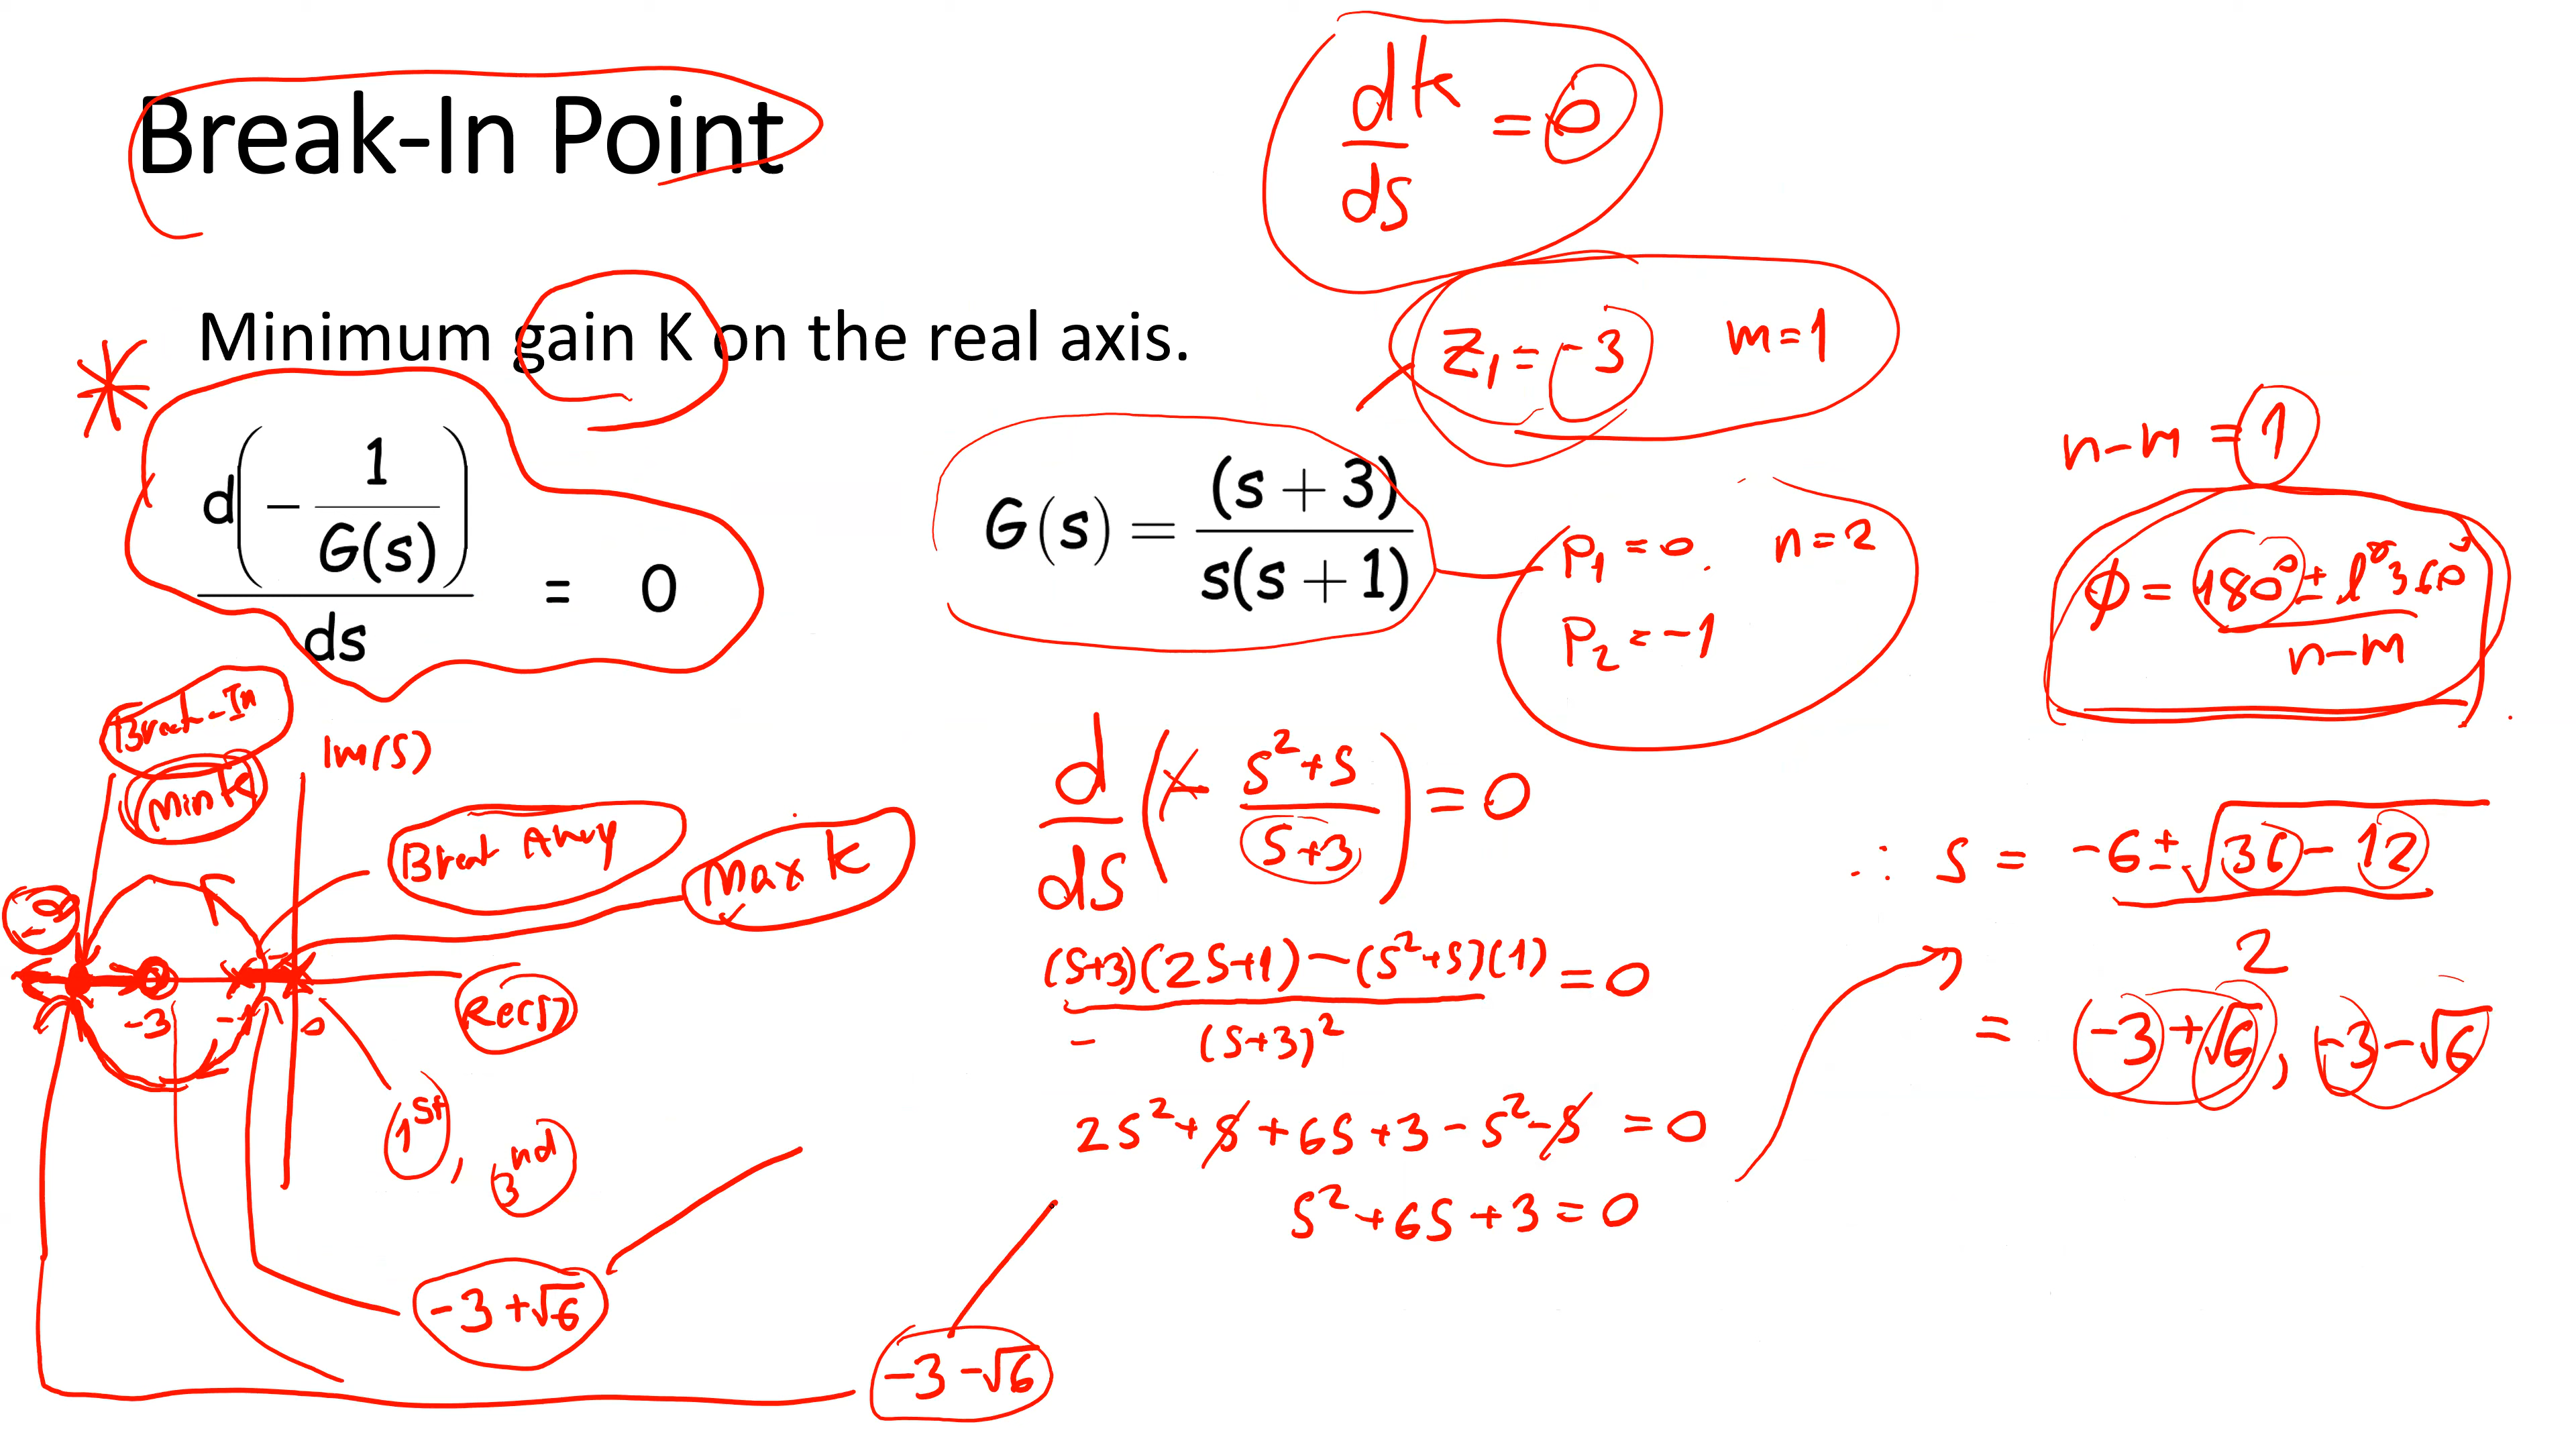 Break-In Point
dk/ds = 0
Minimum gain K on the real axis.
Z₁ = -3 m=1
d(-1/G(s))/ds = 0
G(s) = (s+3)/s(s+1)
P₁ = 0 . n=2
P₂ = -1
n-m = 1
φ = 180° ± l°360°/n-m
Break-In
Min K
Im(s)
Max K
-∞
-3
-1
0
Re(s)
1st, 3nd
-3+√6
-3-√6
d/ds (- s²+s/s+3) = 0
(s+3)(2s+1)-(s²+s)(1)/(s+3)² = 0
2s²+s+6s+3-s²-s = 0
s²+6s+3=0
∴ s = -6±√36-12/2
= (-3+√6, -3-√6